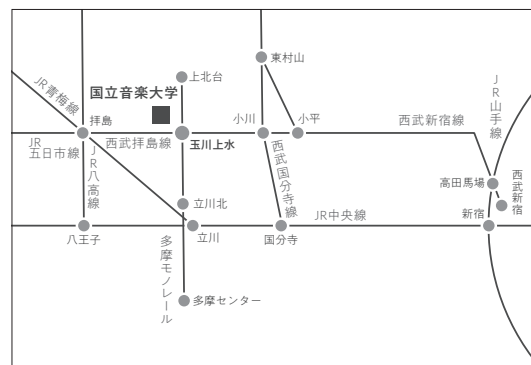 東村山
上北台
JR青梅線
国立音楽大学
JR山手線
拝島
西武拝島線
玉川上水
小川
小平
西武新宿線
JR
五日市線
JR八高線
西武国分寺線
高田馬場
西武新宿
立川北
八王子
立川
国分寺
JR中央線
新宿
多摩モノレール
多摩センター